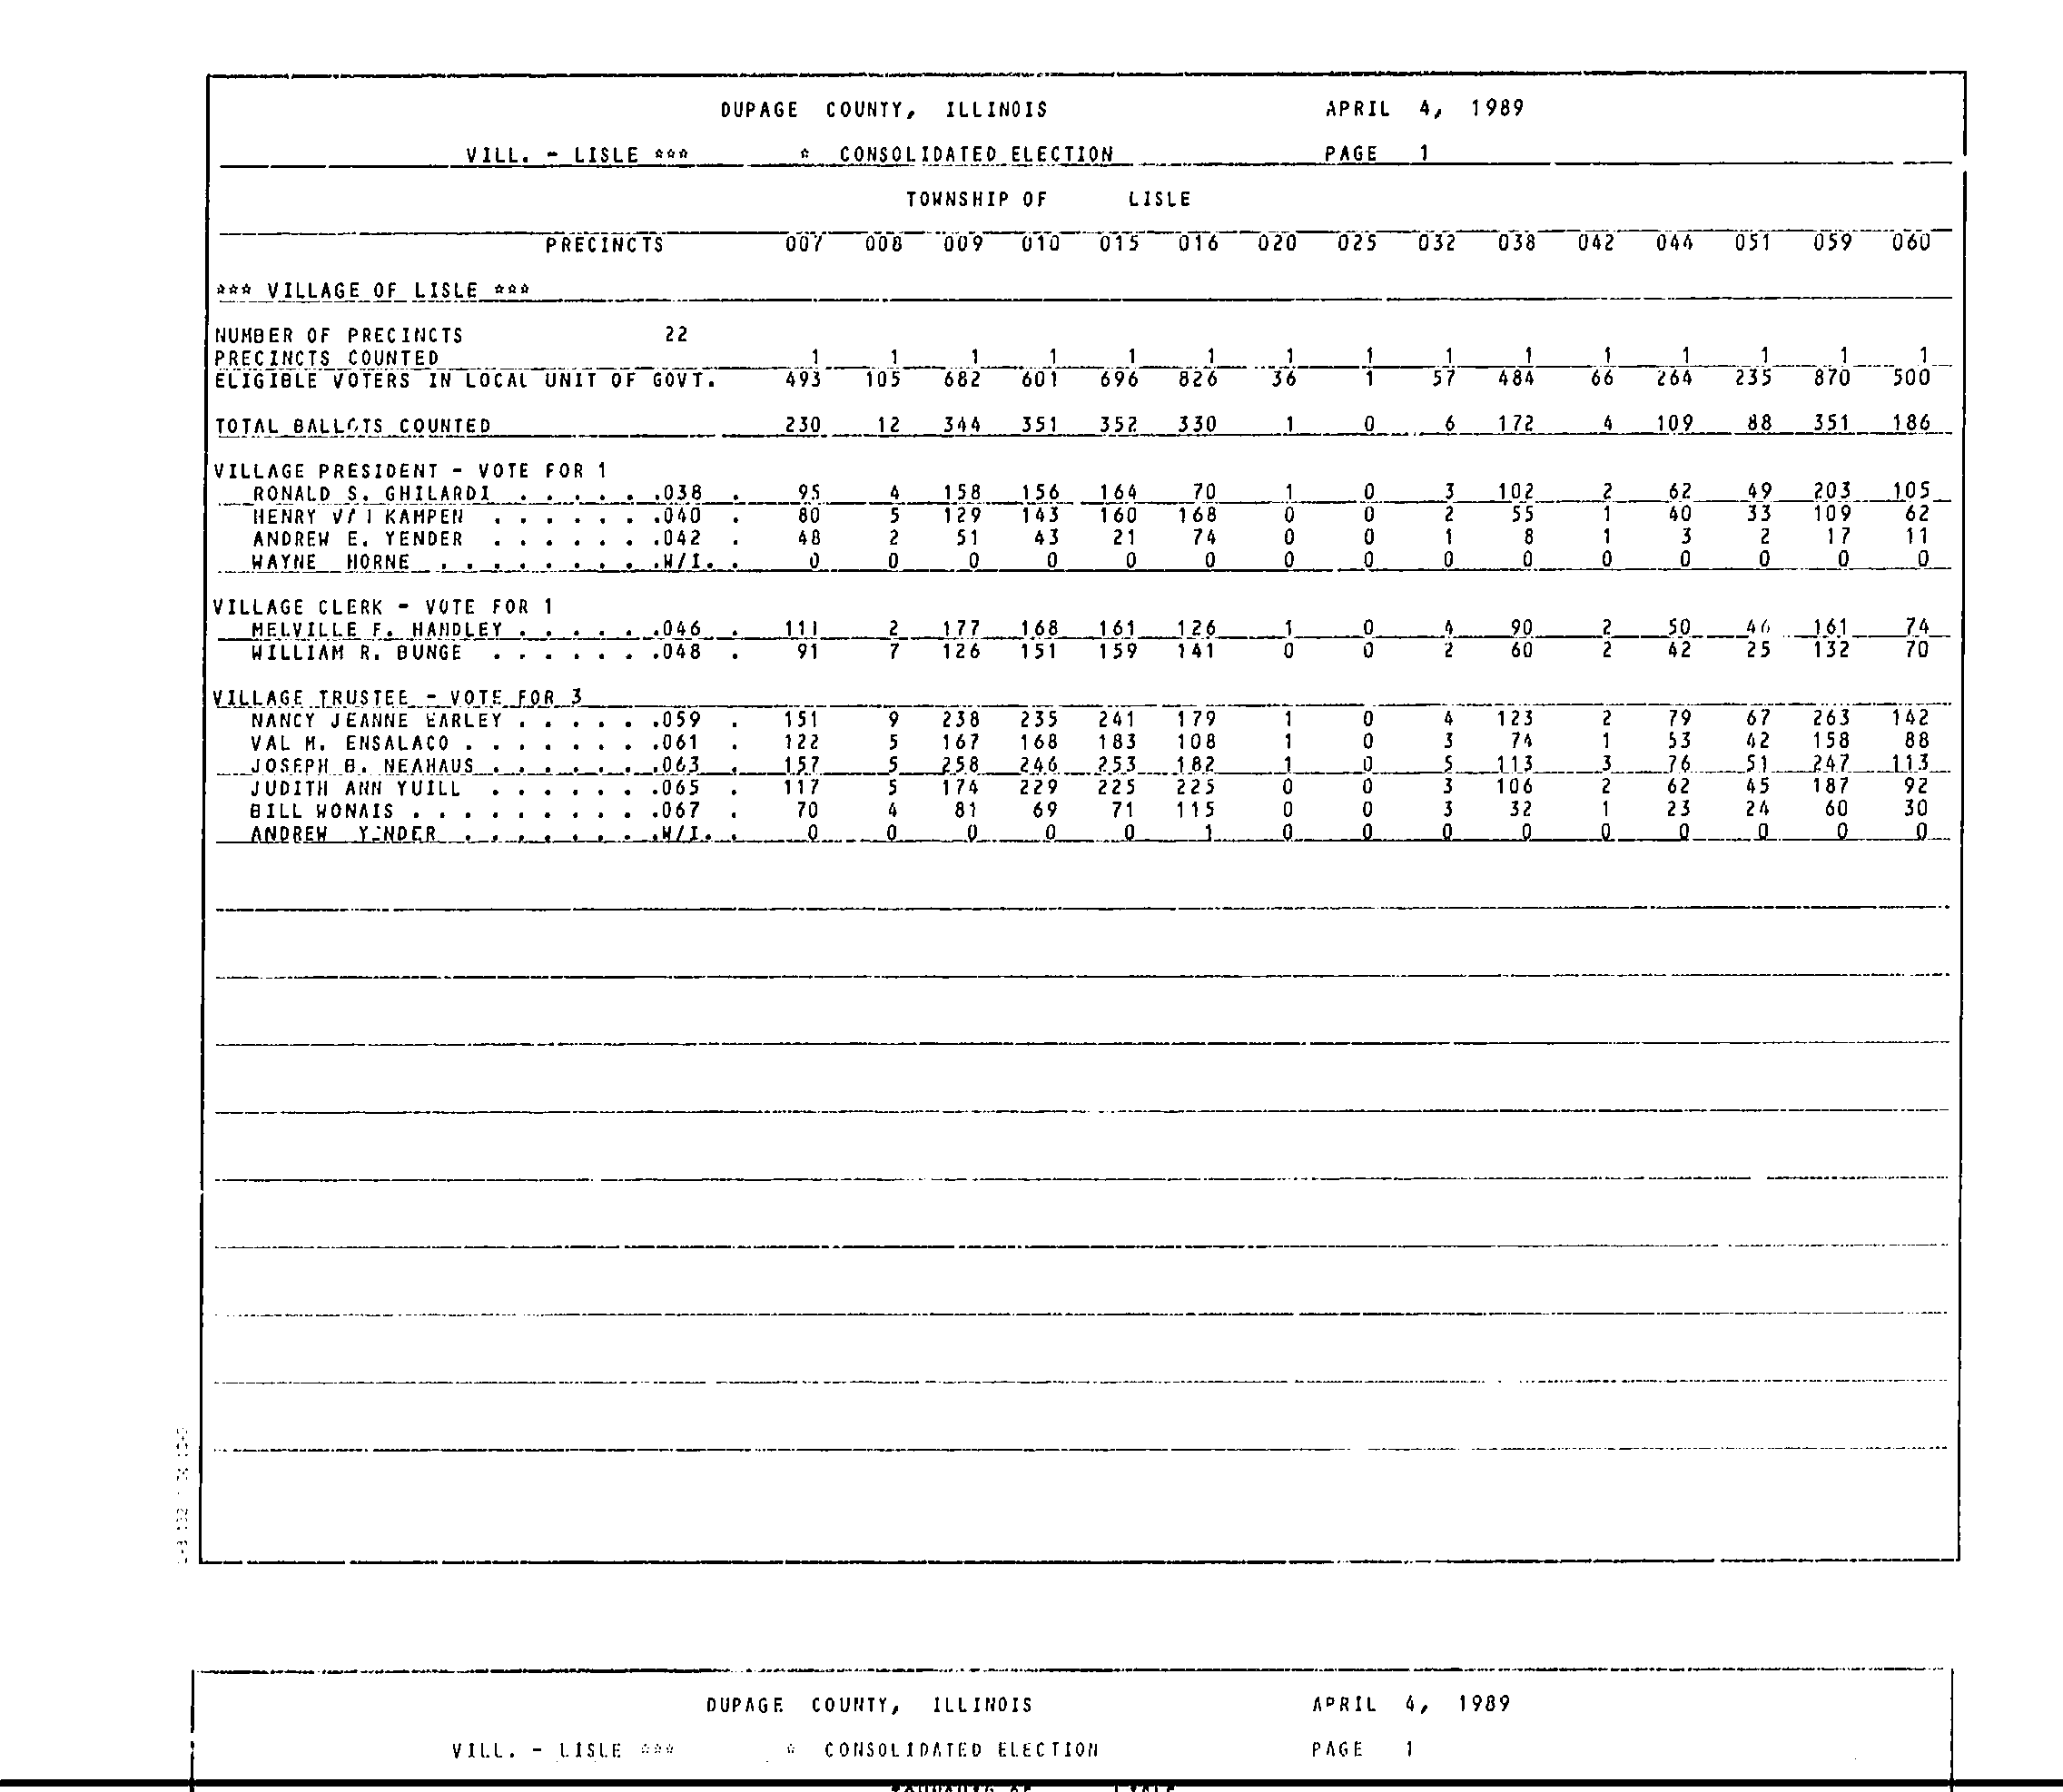 DUPAGE COUNTY, ILLINOIS APRIL 4, 1989
VILL. - LISLE *** * CONSOLIDATED ELECTION PAGE 1
TOWNSHIP OF LISLE
PRECINCTS 007 008 009 010 015 016 020 025 032 038 042 044 051 059 060
*** VILLAGE OF LISLE ***
NUMBER OF PRECINCTS 22
PRECINCTS COUNTED 1 1 1 1 1 1 1 1 1 1 1 1 1 1 1
ELIGIBLE VOTERS IN LOCAL UNIT OF GOVT. 493 105 682 601 696 826 36 1 57 484 66 264 235 870 500
TOTAL BALLOTS COUNTED 230 12 344 351 352 330 1 0 6 172 4 109 88 351 186
VILLAGE PRESIDENT - VOTE FOR 1
RONALD S. GHILARDI . . . . . .038 . 95 4 158 156 164 70 1 0 3 102 2 62 49 203 105
HENRY KAMPEN . . . . . . .040 . 80 5 129 143 160 168 0 0 2 55 1 40 33 109 62
ANDREW E. YENDER . . . . . . .042 . 48 2 51 43 21 74 0 0 1 8 1 3 2 17 11
WAYNE HORNE . . . . . . . . .W/I. . 0 0 0 0 0 0 0 0 0 0 0 0 0 0 0
VILLAGE CLERK - VOTE FOR 1
MELVILLE F. HANDLEY . . . . . .046 . 111 2 177 168 161 126 1 0 4 90 2 50 46 161 74
WILLIAM R. BUNGE . . . . . . .048 . 91 7 126 151 159 141 0 0 2 60 2 42 25 132 70
VILLAGE TRUSTEE - VOTE FOR 3
NANCY JEANNE EARLEY . . . . . .059 . 151 9 238 235 241 179 1 0 4 123 2 79 67 263 142
VAL M. ENSALACO . . . . . . . .061 . 122 5 167 168 183 108 1 0 3 74 1 53 42 158 88
JOSEPH B. NEAHAUS . . . . . . .063 . 157 5 258 246 253 182 1 0 5 113 3 76 51 247 113
JUDITH ANN YUILL . . . . . . .065 . 117 5 174 229 225 225 0 0 3 106 2 62 45 187 92
BILL WONAIS . . . . . . . . . .067 . 70 4 81 69 71 115 0 0 3 32 1 23 24 60 30
ANDREW YENDER . . . . . . . .W/I. . 0 0 0 0 0 1 0 0 0 0 0 0 0 0 0
DUPAGE COUNTY, ILLINOIS APRIL 4, 1989
VILL. - LISLE *** * CONSOLIDATED ELECTION PAGE 1